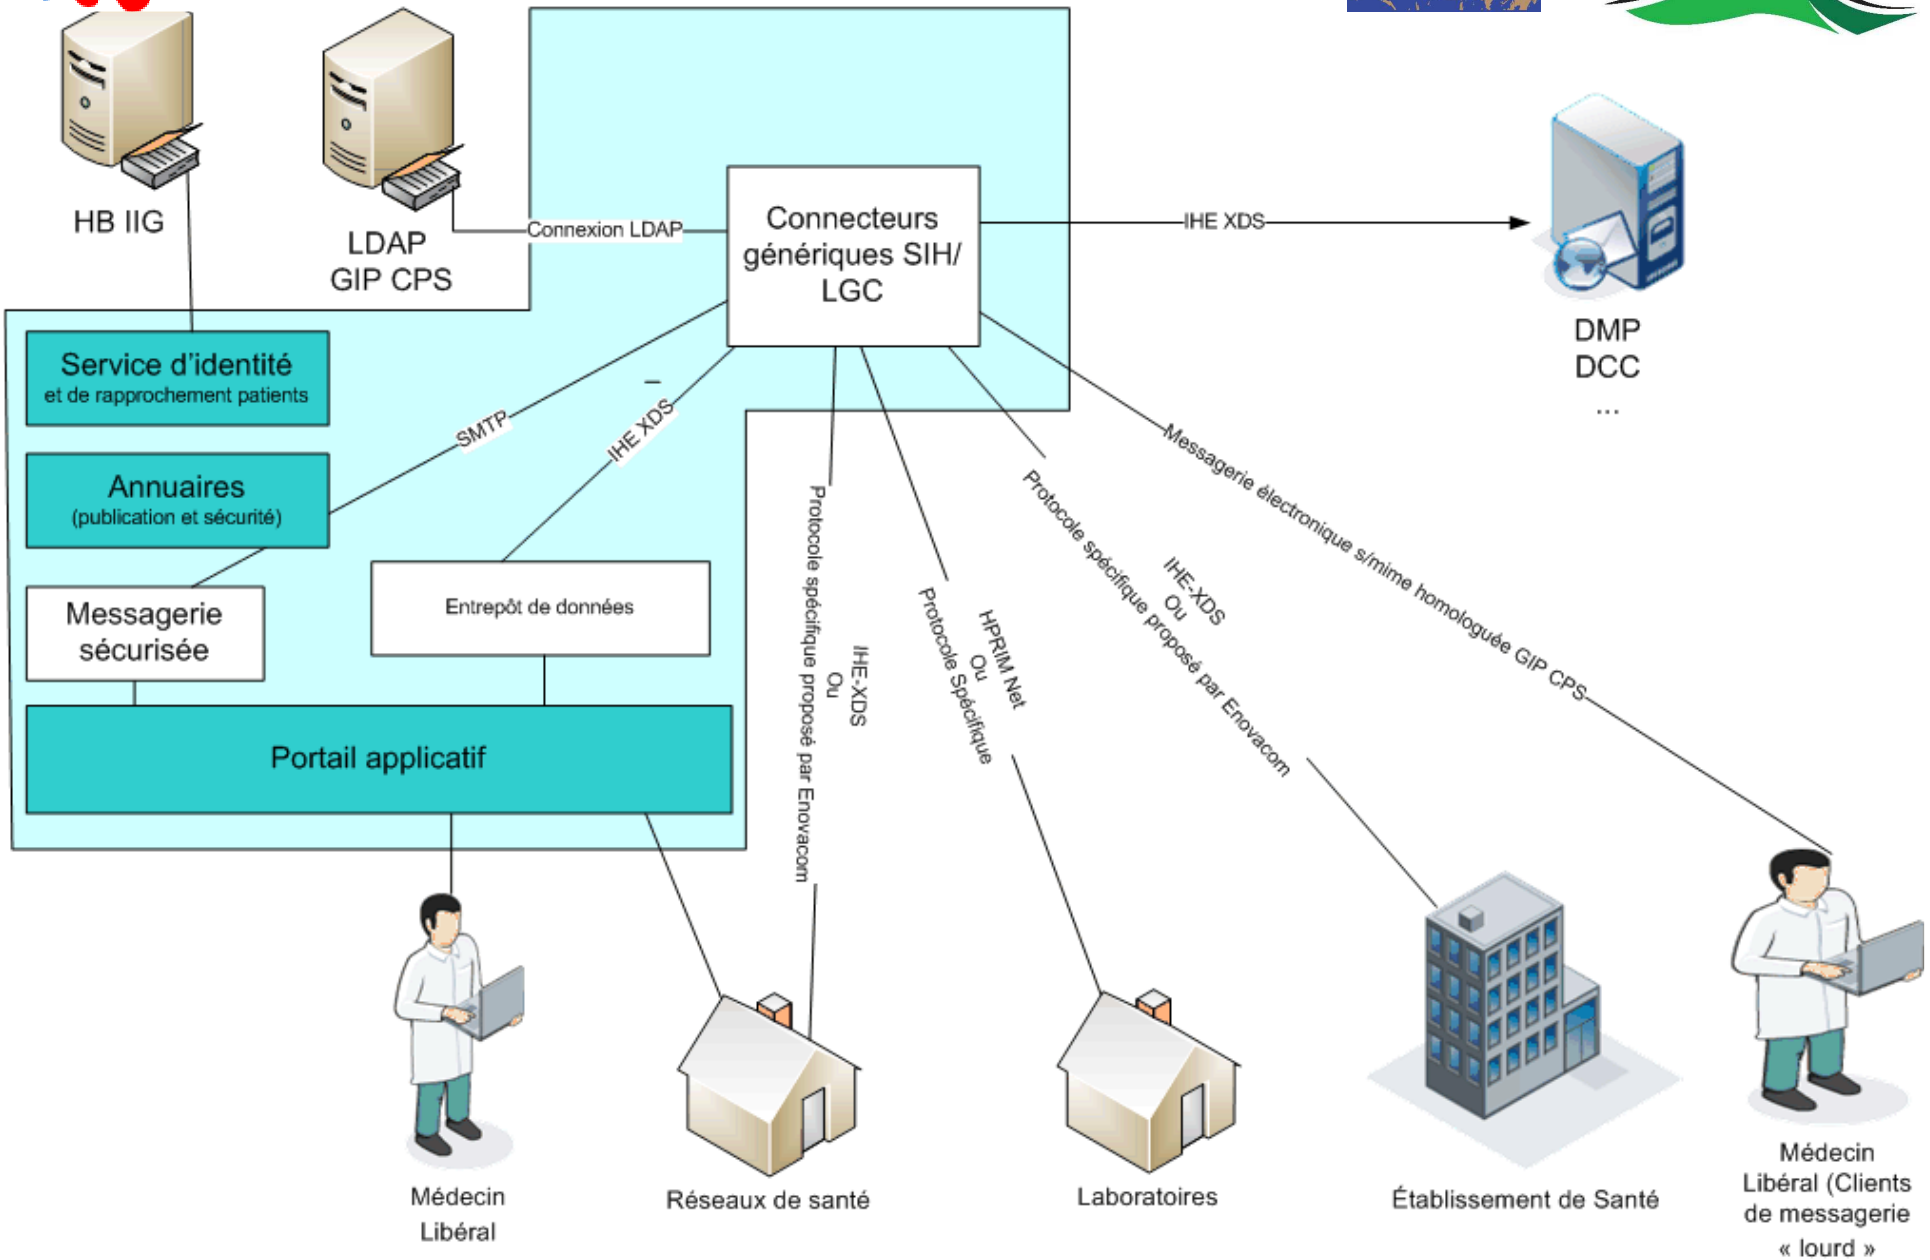 HB IIG
LDAP
GIP CPS
Connexion LDAP
Connecteurs
génériques SIH/
LGC
IHE XDS
DMP
DCC
...
Service d'identité
et de rapprochement patients
Annuaires
(publication et sécurité)
SMTP
IHE XDS
Messagerie
sécurisée
Entrepôt de données
Portail applicatif
IHE-XDS
Ou
Protocole spécifique proposé par Enovacom
HPRIM Net
Ou
Protocole Spécifique
IHE-XDS
Ou
Protocole spécifique proposé par Enovacom
Messagerie électronique s/mime homologuée GIP CPS
Médecin
Libéral
Réseaux de santé
Laboratoires
Établissement de Santé
Médecin
Libéral (Clients
de messagerie
« lourd »